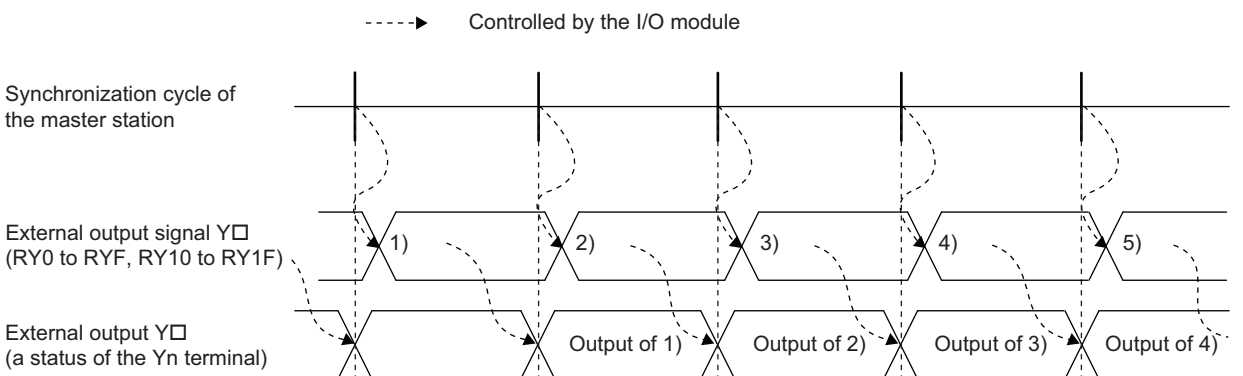 Controlled by the I/O module
Synchronization cycle of
the master station
External output signal Y□
(RY0 to RYF, RY10 to RY1F)
1)
2)
3)
4)
5)
External output Y□
(a status of the Yn terminal)
Output of 1)
Output of 2)
Output of 3)
Output of 4)